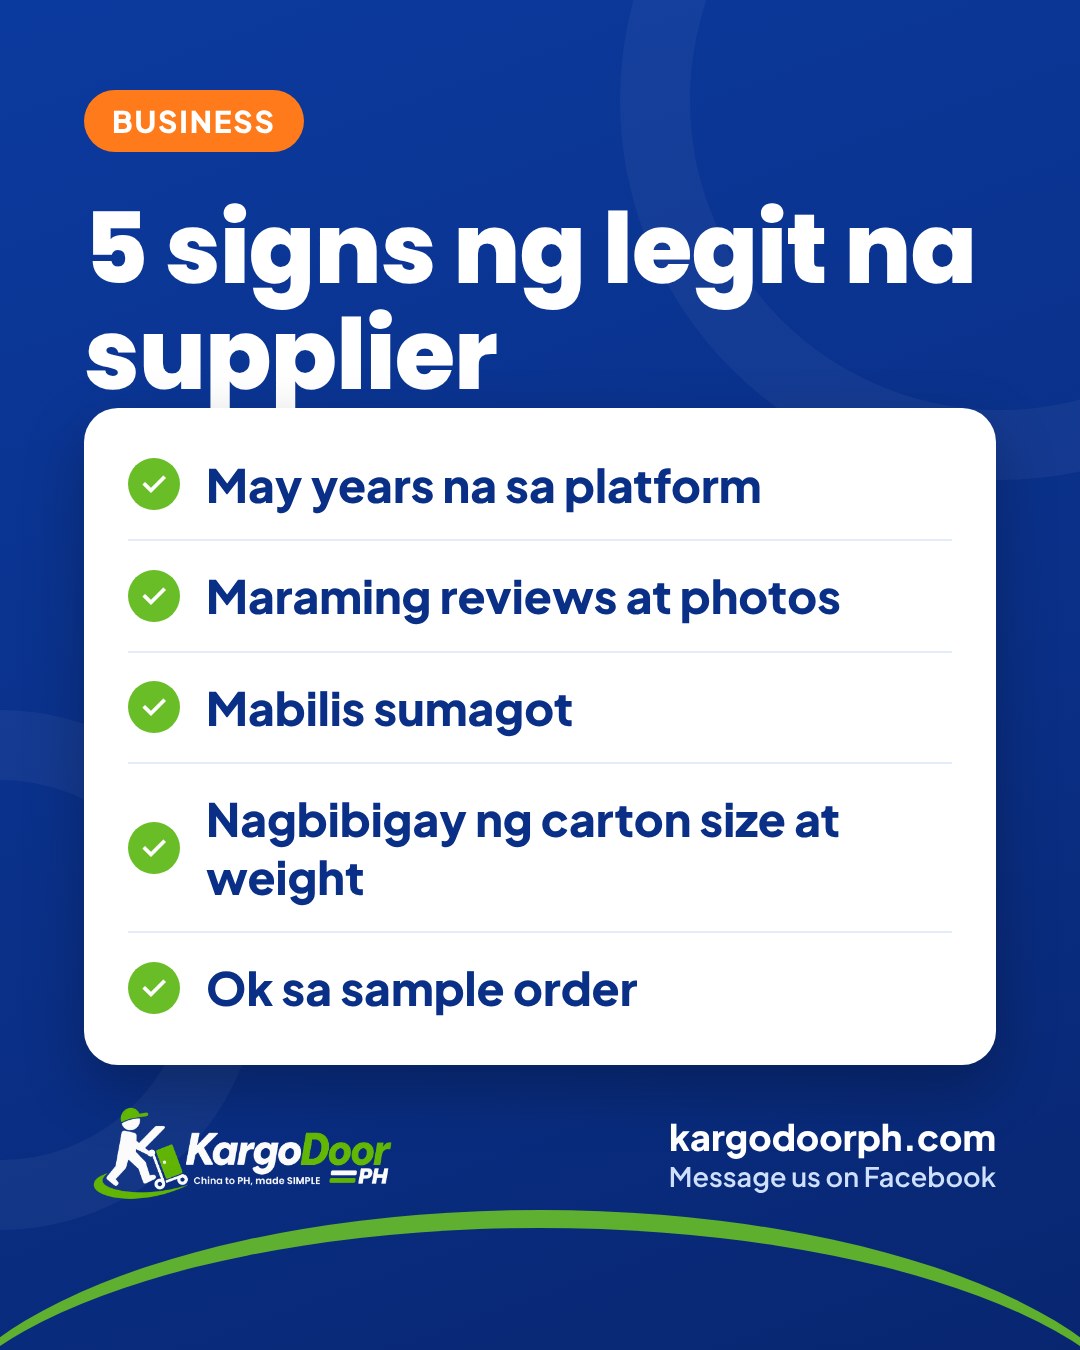 BUSINESS
5 signs ng legit na
supplier
May years na sa platform
Maraming reviews at photos
Mabilis sumagot
Nagbibigay ng carton size at
weight
Ok sa sample order
KargoDoor
China to PH, made SIMPLE
PH
kargodoorph.com
Message us on Facebook